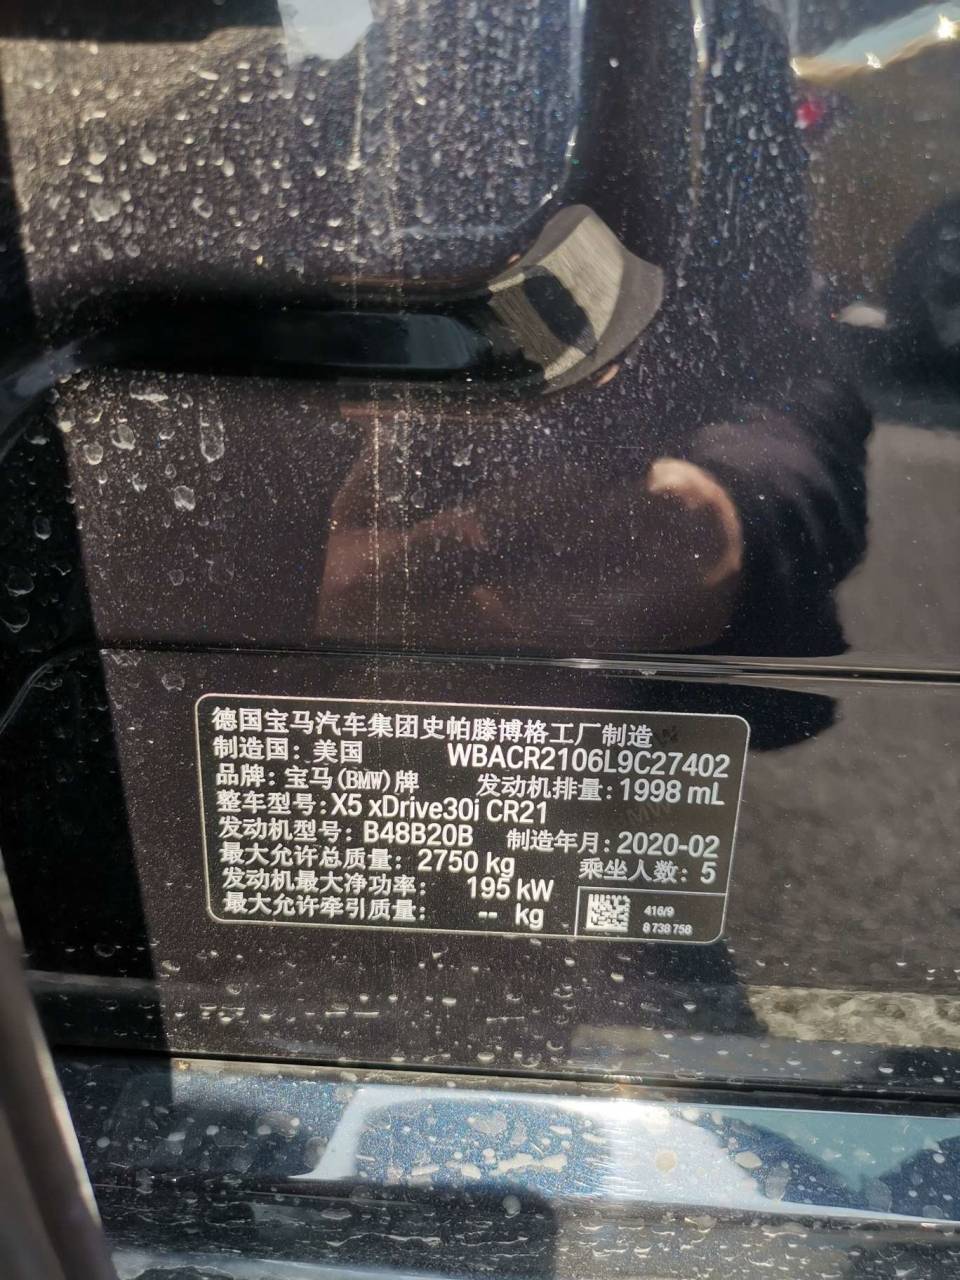 德国宝马汽车集团史帕滕博格工厂制造
制造国：美国 WBACR2106L9C27402
品牌：宝马(BMW)牌 发动机排量：1998 mL
整车型号：X5 xDrive30i CR21
发动机型号：B48B20B 制造年月：2020-02
最大允许总质量：2750 kg 乘坐人数：5
发动机最大净功率： 195 kW
最大允许牵引质量： -- kg
416/9
8 738 758